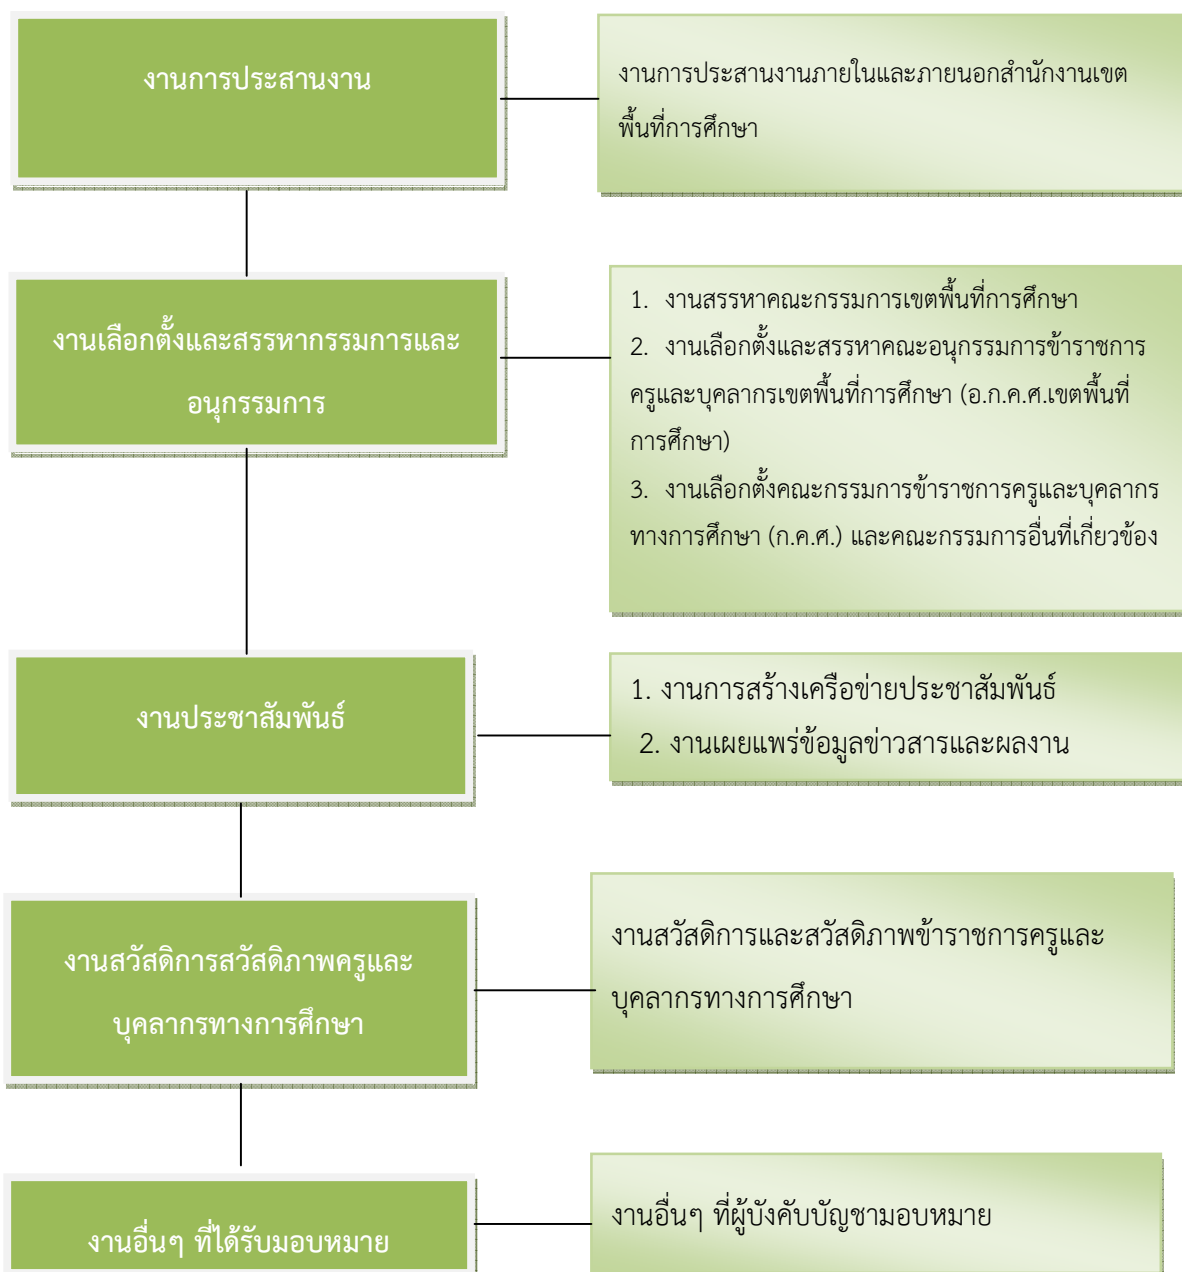 งานการประสานงาน
งานการประสานงานภายในและภายนอกสำนักงานเขต
พื้นที่การศึกษา
งานเลือกตั้งและสรรหากรรมการและ
อนุกรรมการ
1. งานสรรหาคณะกรรมการเขตพื้นที่การศึกษา
2. งานเลือกตั้งและสรรหาคณะอนุกรรมการข้าราชการ
ครูและบุคลากรเขตพื้นที่การศึกษา (อ.ก.ค.ศ.เขตพื้นที่
การศึกษา)
3. งานเลือกตั้งคณะกรรมการข้าราชการครูและบุคลากร
ทางการศึกษา (ก.ค.ศ.) และคณะกรรมการอื่นที่เกี่ยวข้อง
งานประชาสัมพันธ์
1. งานการสร้างเครือข่ายประชาสัมพันธ์
2. งานเผยแพร่ข้อมูลข่าวสารและผลงาน
งานสวัสดิการสวัสดิภาพครูและ
บุคลากรทางการศึกษา
งานสวัสดิการและสวัสดิภาพข้าราชการครูและ
บุคลากรทางการศึกษา
งานอื่นๆ ที่ได้รับมอบหมาย
งานอื่นๆ ที่ผู้บังคับบัญชามอบหมาย